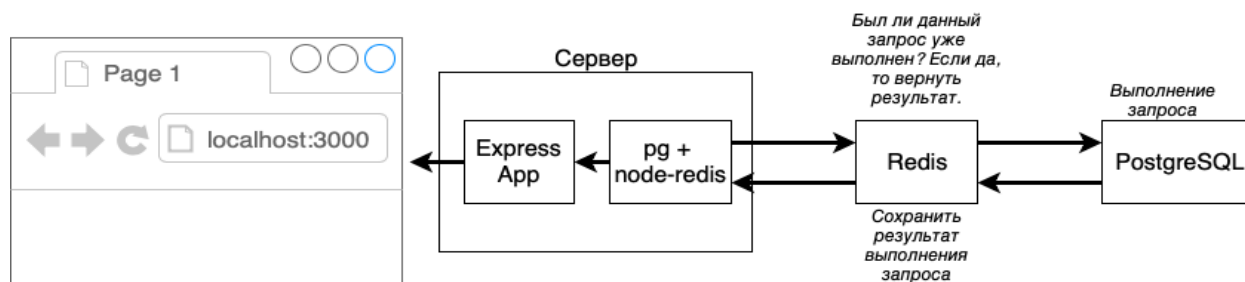 Page 1
localhost:3000
Сервер
Express
App
pg +
node-redis
Был ли данный
запрос уже
выполнен? Если да,
то вернуть
результат.
Redis
Сохранить
результат
выполнения
запроса
Выполнение
запроса
PostgreSQL